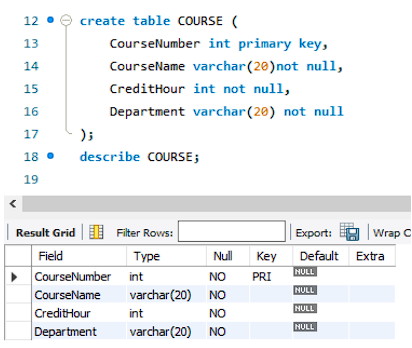 12 create table COURSE (
13 CourseNumber int primary key,
14 CourseName varchar(20)not null,
15 CreditHour int not null,
16 Department varchar(20) not null
17 );
18 describe COURSE;
19
Result Grid Filter Rows: Export: Wrap C
Field Type Null Key Default Extra
CourseNumber int NO PRI NULL
CourseName varchar(20) NO NULL
CreditHour int NO NULL
Department varchar(20) NO NULL